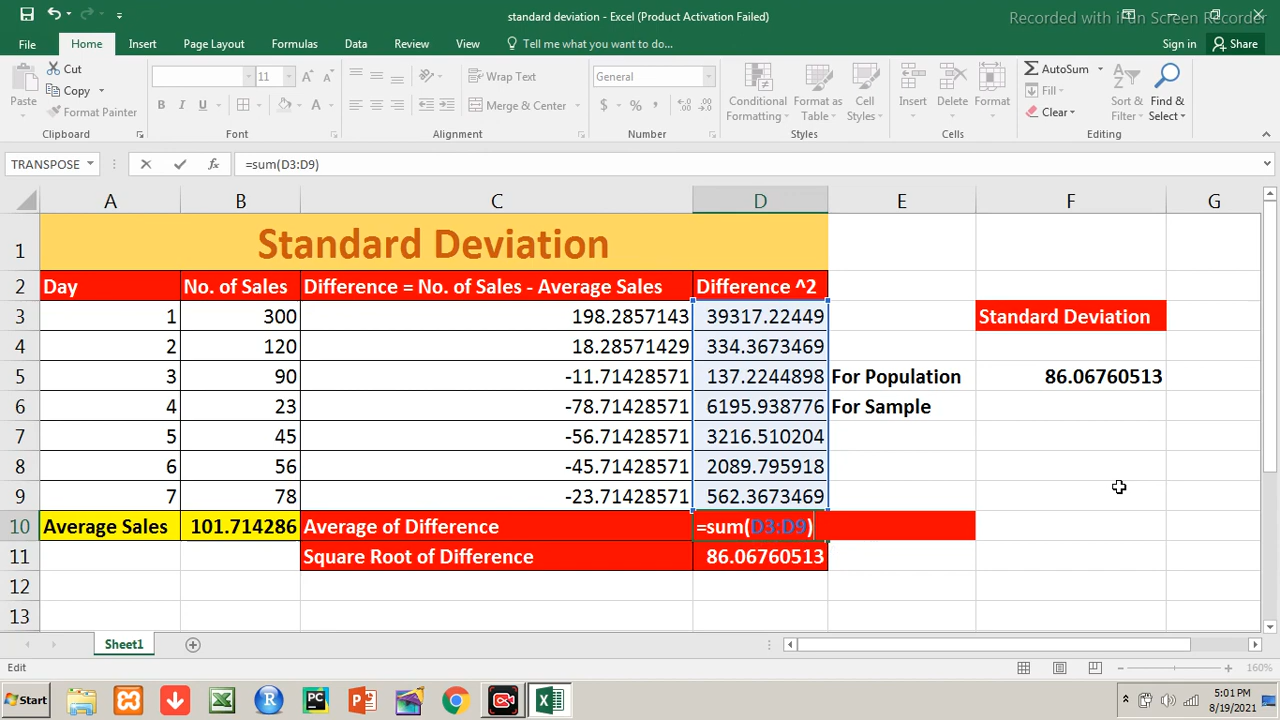 standard deviation - Excel (Product Activation Failed)
Recorded with iFun Screen Recorder
File Home Insert Page Layout Formulas Data Review View Tell me what you want to do... Sign in Share
Paste
Cut
Copy
Format Painter
Clipboard
11
B I U A
Font
Wrap Text
Merge & Center
Alignment
General
$ % ,
Number
Conditional Formatting
Format as Table
Cell Styles
Styles
Insert Delete Format
Cells
AutoSum
Fill
Clear
Sort & Filter
Find & Select
Editing
TRANSPOSE fx =sum(D3:D9)
A B C D E F G
1 Standard Deviation
2 Day No. of Sales Difference = No. of Sales - Average Sales Difference ^2
3 1 300 198.2857143 39317.22449 Standard Deviation
4 2 120 18.28571429 334.3673469
5 3 90 -11.71428571 137.2244898 For Population 86.06760513
6 4 23 -78.71428571 6195.938776 For Sample
7 5 45 -56.71428571 3216.510204
8 6 56 -45.71428571 2089.795918
9 7 78 -23.71428571 562.3673469
10 Average Sales 101.714286 Average of Difference =sum(D3:D9)
11 Square Root of Difference 86.06760513
12
13
Sheet1
Edit 160%
Start 5:01 PM
8/19/2021